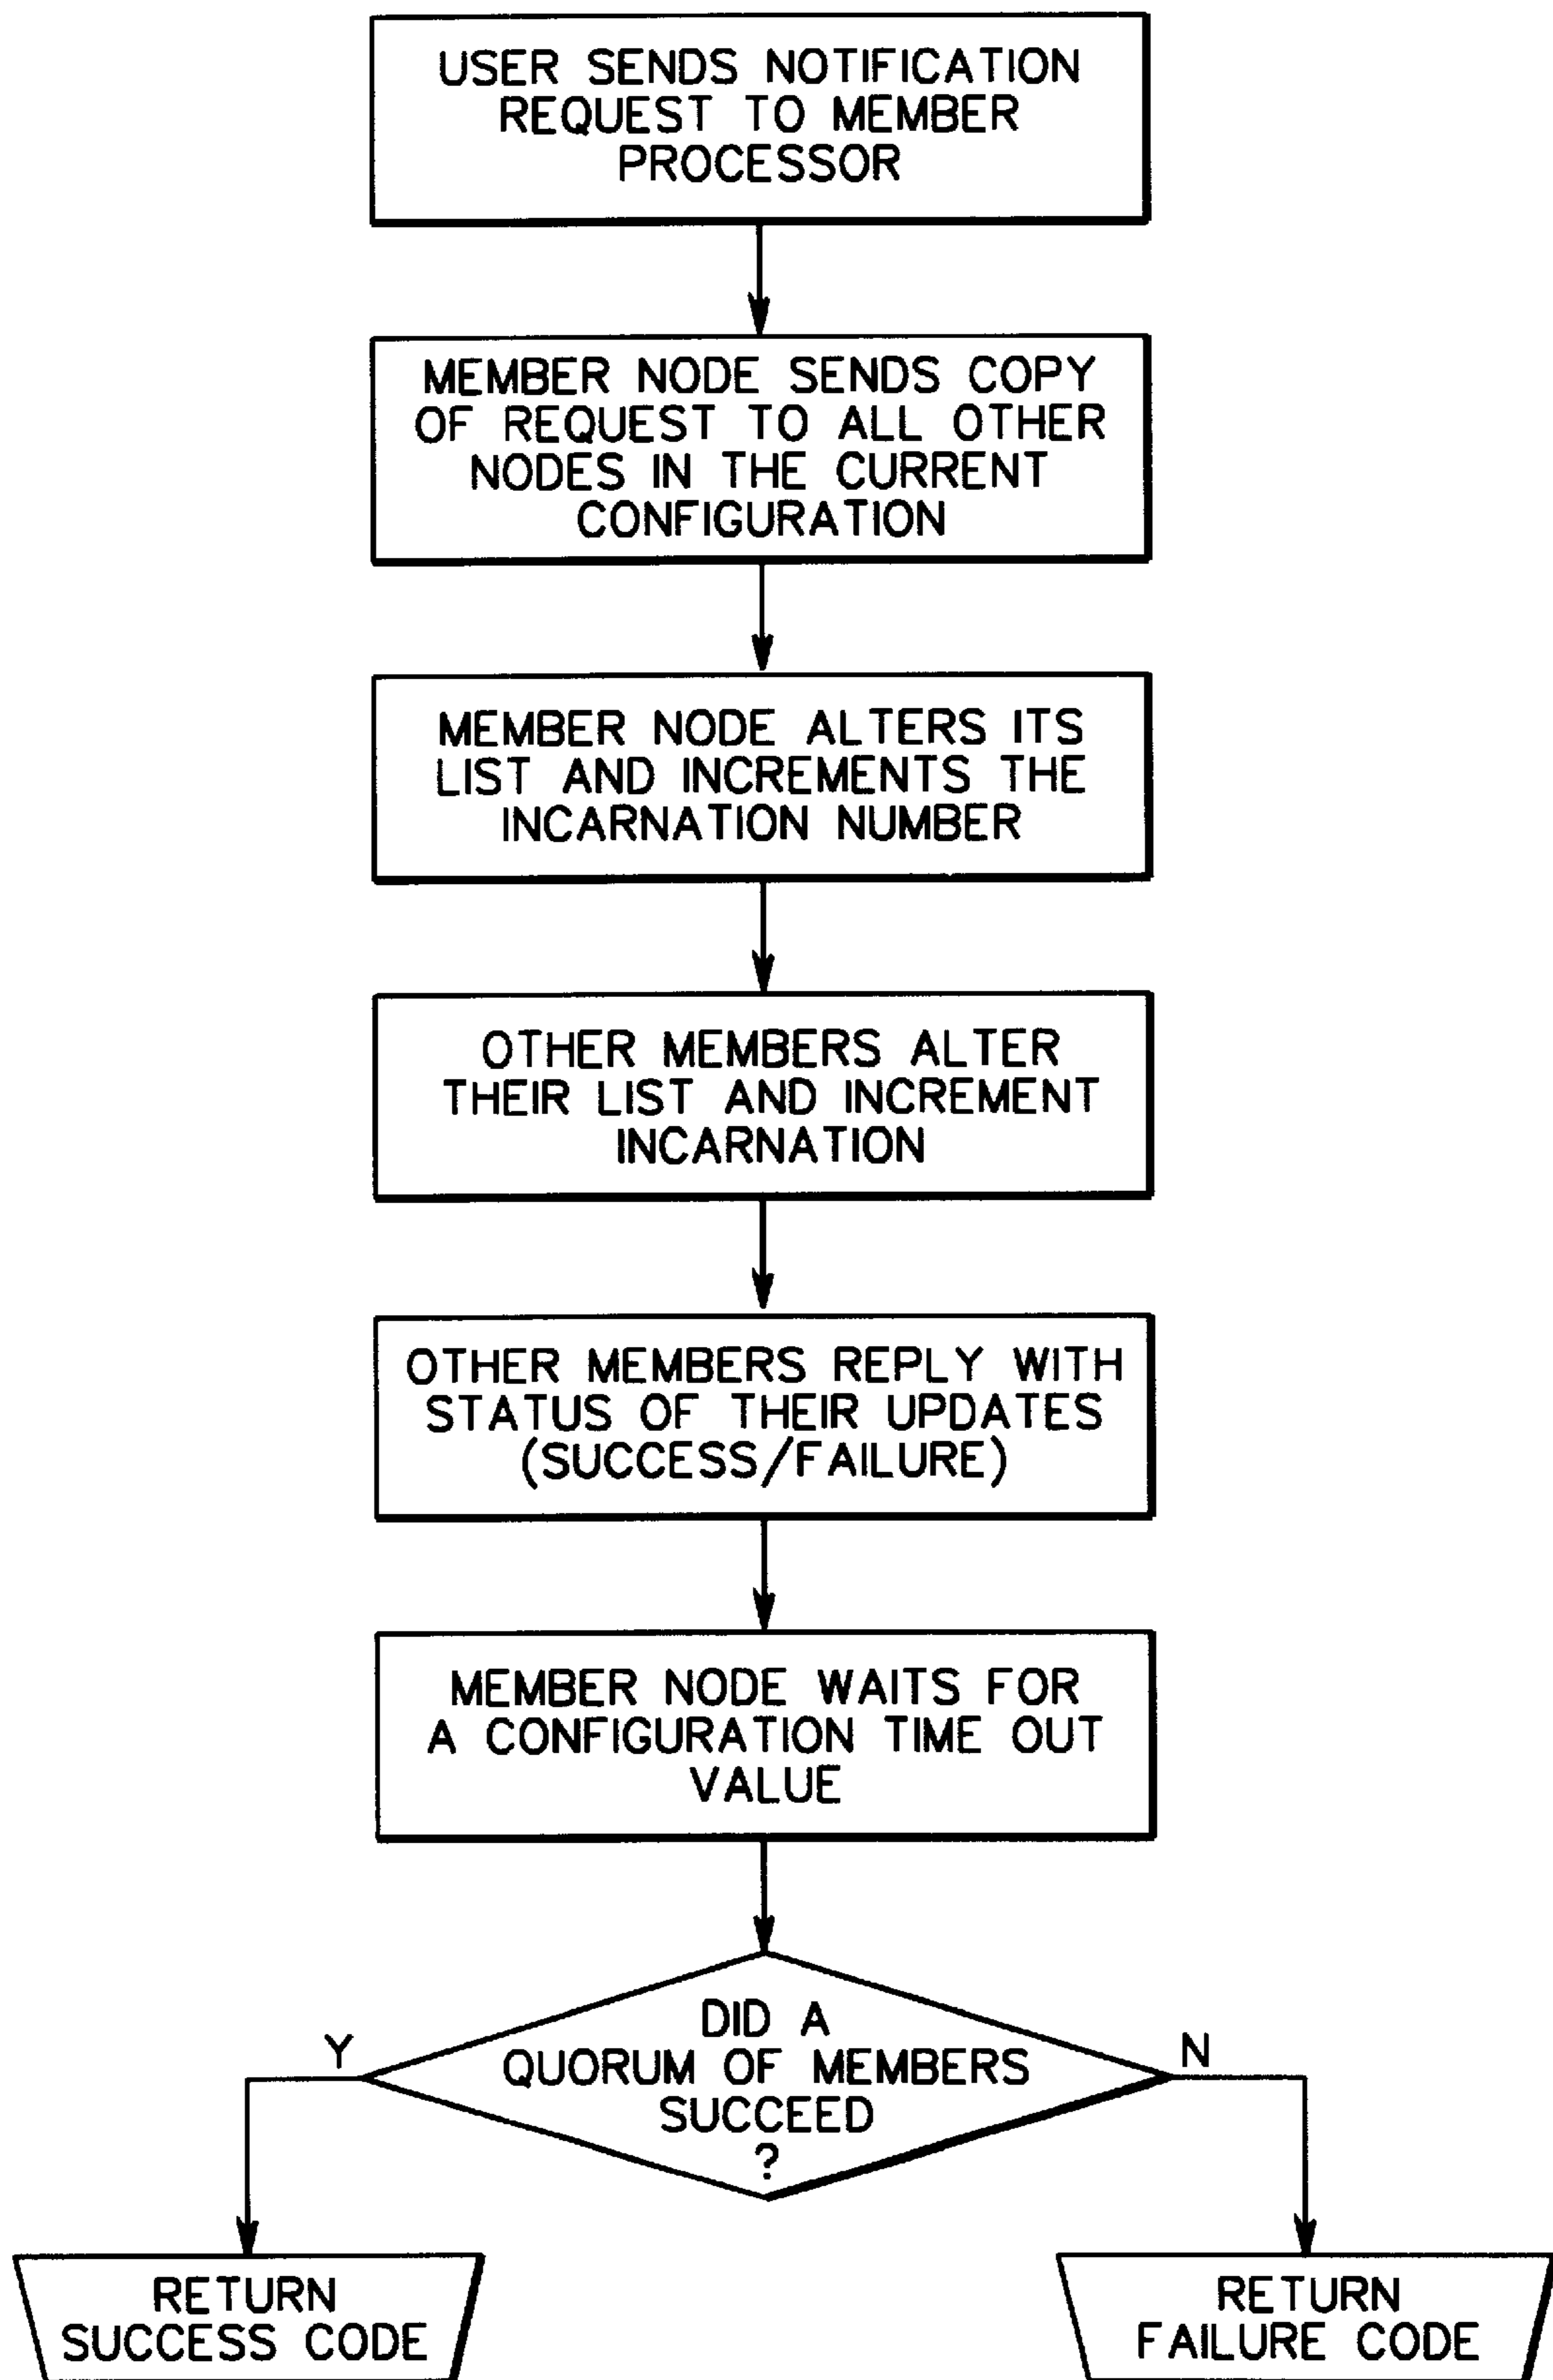 USER SENDS NOTIFICATION
REQUEST TO MEMBER
PROCESSOR
MEMBER NODE SENDS COPY
OF REQUEST TO ALL OTHER
NODES IN THE CURRENT
CONFIGURATION
MEMBER NODE ALTERS ITS
LIST AND INCREMENTS THE
INCARNATION NUMBER
OTHER MEMBERS ALTER
THEIR LIST AND INCREMENT
INCARNATION
OTHER MEMBERS REPLY WITH
STATUS OF THEIR UPDATES
(SUCCESS/FAILURE)
MEMBER NODE WAITS FOR
A CONFIGURATION TIME OUT
VALUE
DID A
QUORUM OF MEMBERS
SUCCEED
?
Y
N
RETURN
SUCCESS CODE
RETURN
FAILURE CODE